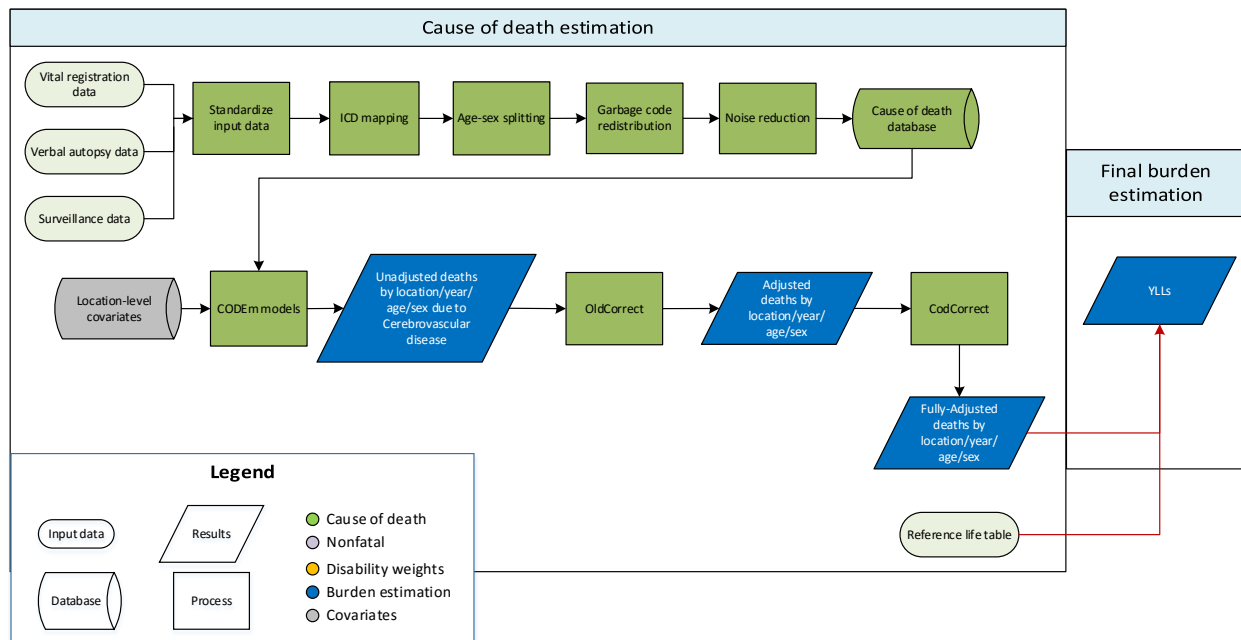 Cause of death estimation
Vital registration
data
Verbal autopsy data
Surveillance data
Standardize
input data
ICD mapping
Age-sex splitting
Garbage code
redistribution
Noise reduction
Cause of death
database
Final burden
estimation
Location-level
covariates
CODEm models
Unadjusted deaths
by location/year/
age/sex due to
Cerebrovascular
disease
OldCorrect
Adjusted
deaths by
location/year/
age/sex
CodCorrect
YLLs
Fully-Adjusted
deaths by
location/year/
age/sex
Reference life table
Legend
Input data
Results
Database
Process
Cause of death
Nonfatal
Disability weights
Burden estimation
Covariates